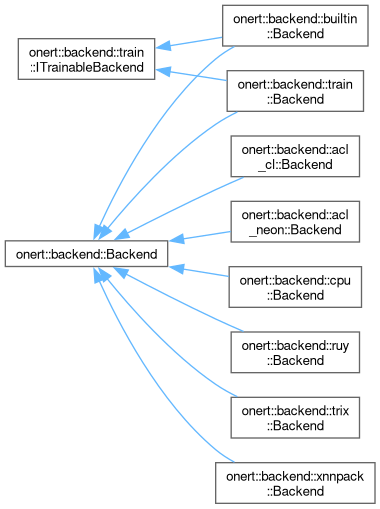 onert::backend::train
::ITrainableBackend
onert::backend::Backend
onert::backend::builtin
::Backend
onert::backend::train
::Backend
onert::backend::acl
_cl::Backend
onert::backend::acl
_neon::Backend
onert::backend::cpu
::Backend
onert::backend::ruy
::Backend
onert::backend::trix
::Backend
onert::backend::xnnpack
::Backend